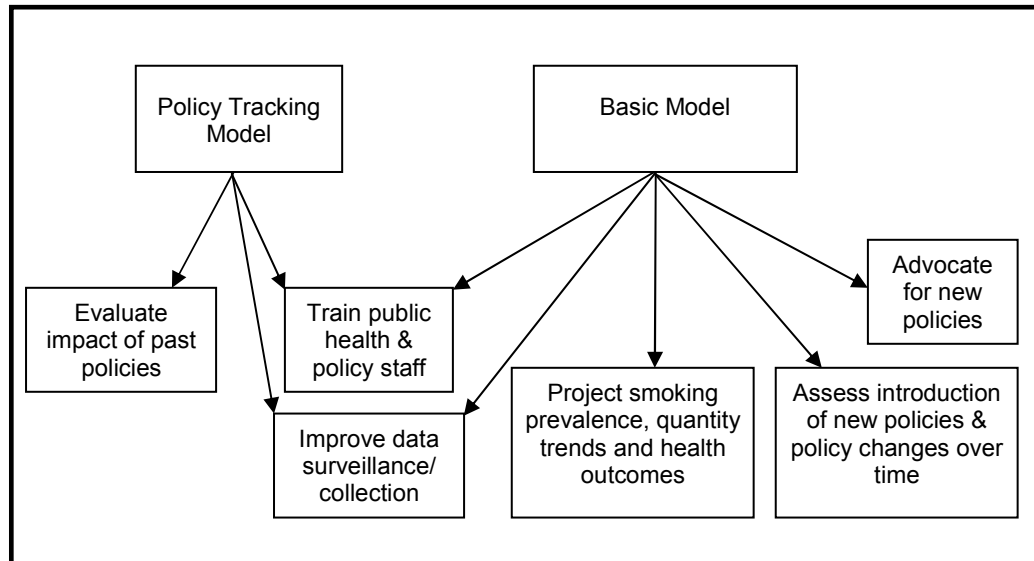 Policy Tracking
Model
Basic Model
Advocate
for new
policies
Evaluate
impact of past
policies
Train public
health &
policy staff
Improve data
surveillance/
collection
Project smoking
prevalence, quantity
trends and health
outcomes
Assess introduction
of new policies &
policy changes over
time